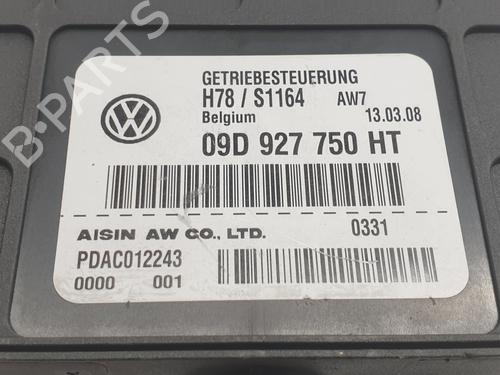 GETRIEBESTEUERUNG
H78 / S1164 AW7
Belgium 13.03.08
09D 927 750 HT
AISIN AW CO., LTD. 0331
PDAC012243
0000 001
B-PARTS